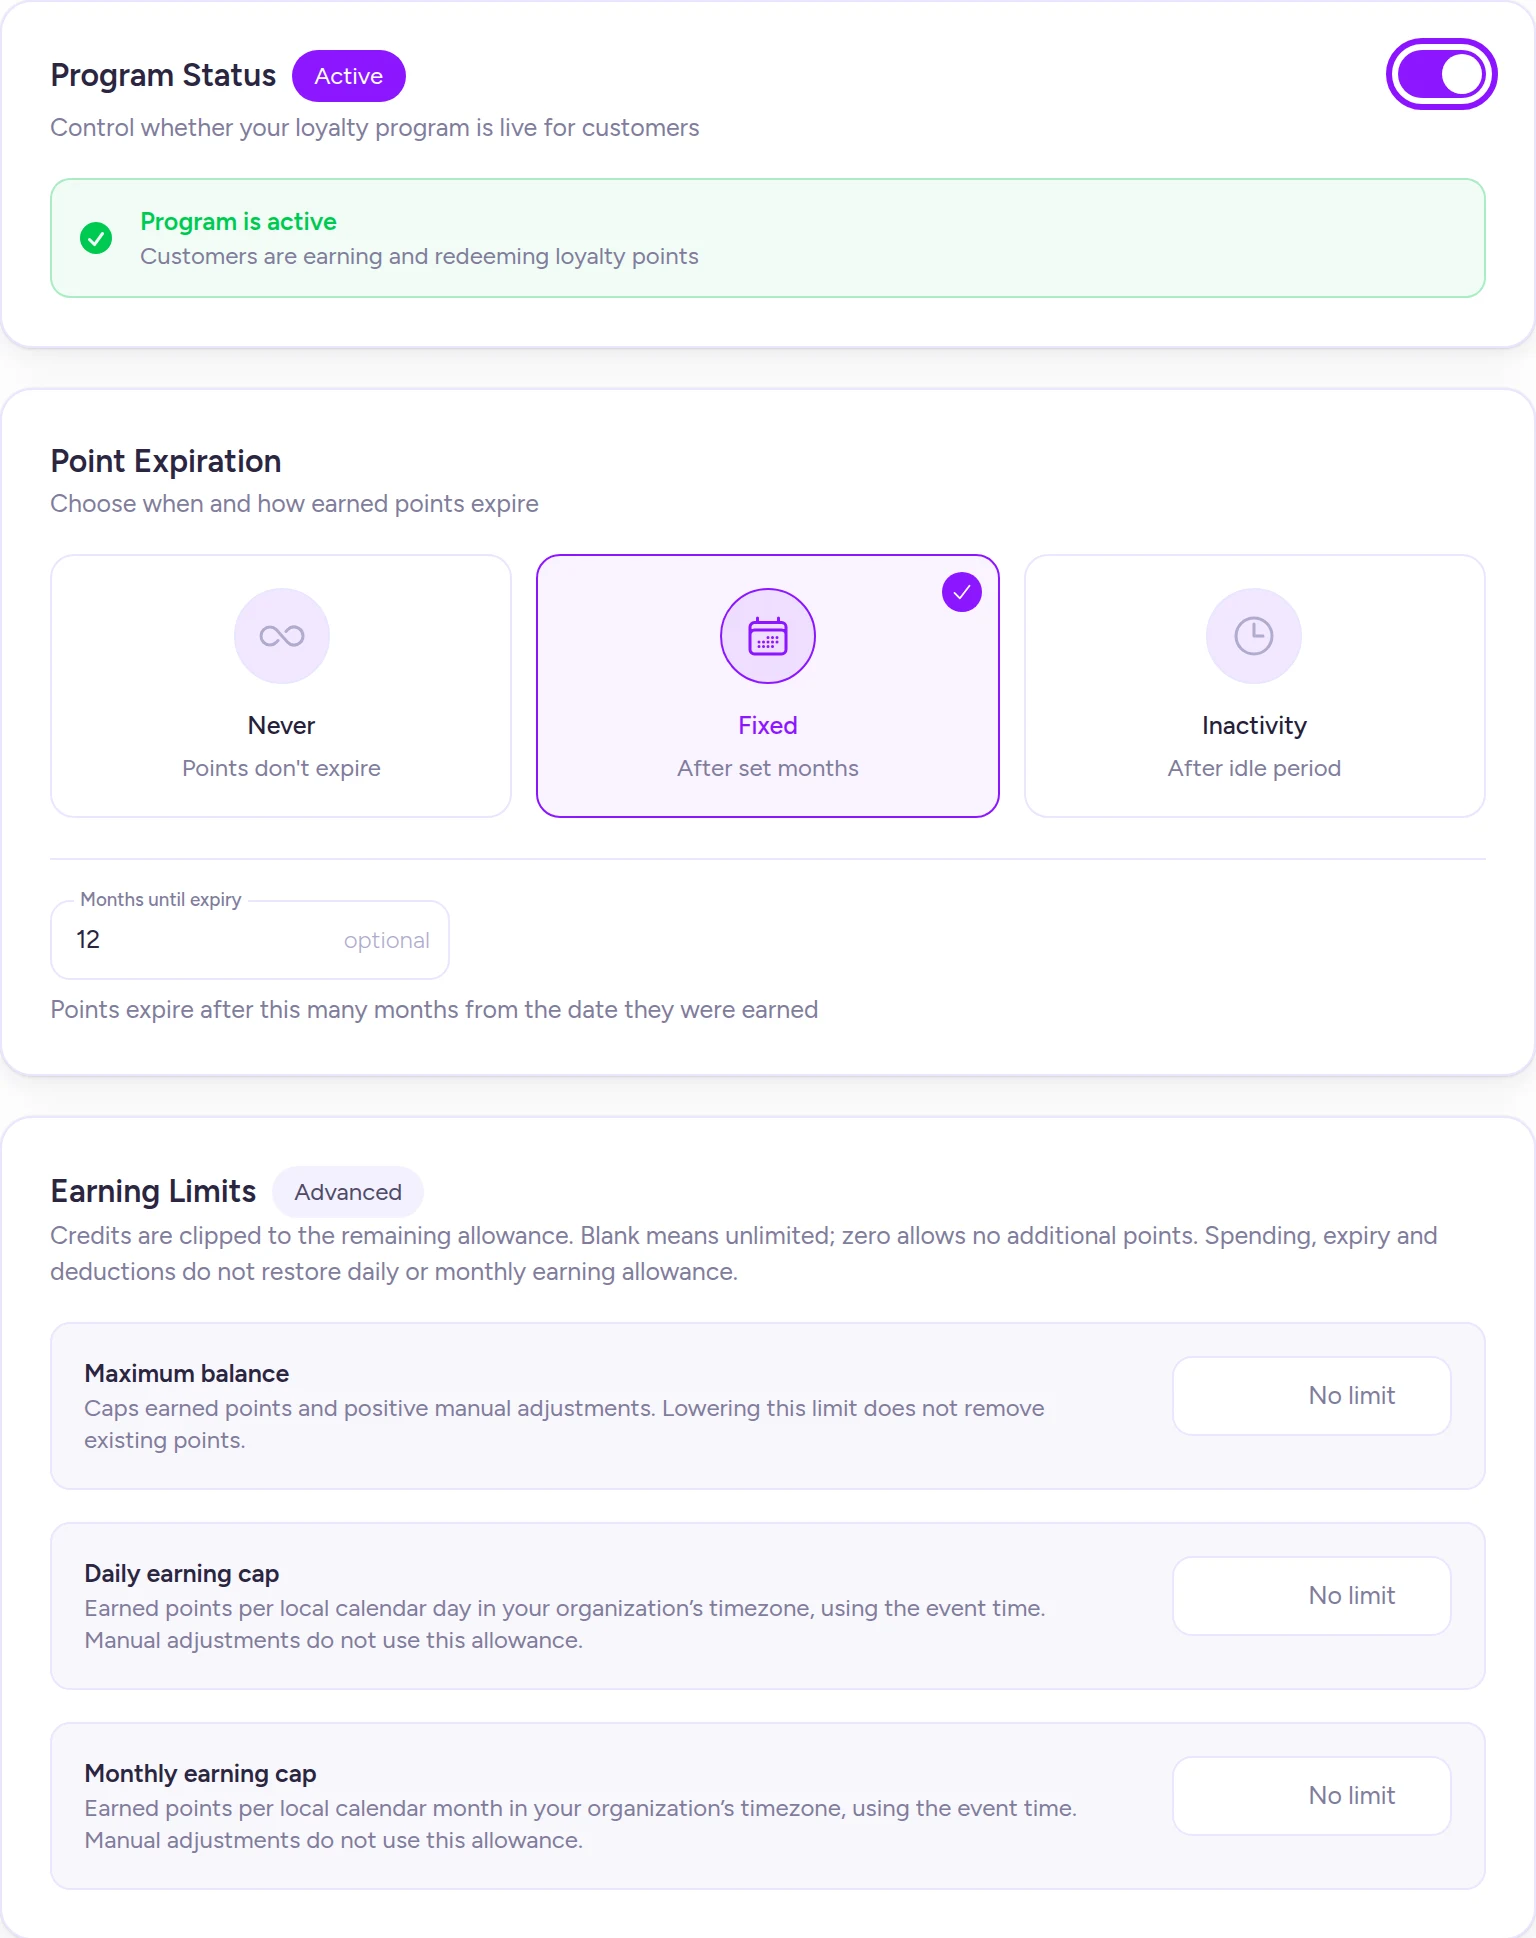 Program Status
Active
Control whether your loyalty program is live for customers
Program is active
Customers are earning and redeeming loyalty points
Point Expiration
Choose when and how earned points expire
Never
Points don't expire
Fixed
After set months
Inactivity
After idle period
Months until expiry
12
optional
Points expire after this many months from the date they were earned
Earning Limits
Advanced
Credits are clipped to the remaining allowance. Blank means unlimited; zero allows no additional points. Spending, expiry and
deductions do not restore daily or monthly earning allowance.
Maximum balance
Caps earned points and positive manual adjustments. Lowering this limit does not remove
existing points.
No limit
Daily earning cap
Earned points per local calendar day in your organization’s timezone, using the event time.
Manual adjustments do not use this allowance.
No limit
Monthly earning cap
Earned points per local calendar month in your organization’s timezone, using the event time.
Manual adjustments do not use this allowance.
No limit